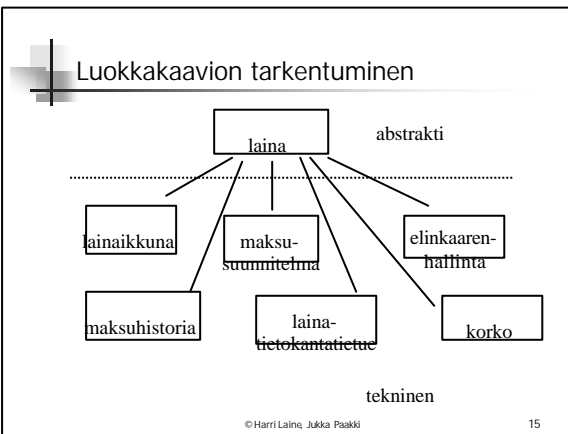 Luokkakaavion tarkentuminen
abstrakti
laina
lainaikkuna
maksu-
suunnitelma
elinkaaren-
hallinta
maksuhistoria
laina-
tietokantatietue
korko
tekninen
© Harri Laine, Jukka Paakki
15